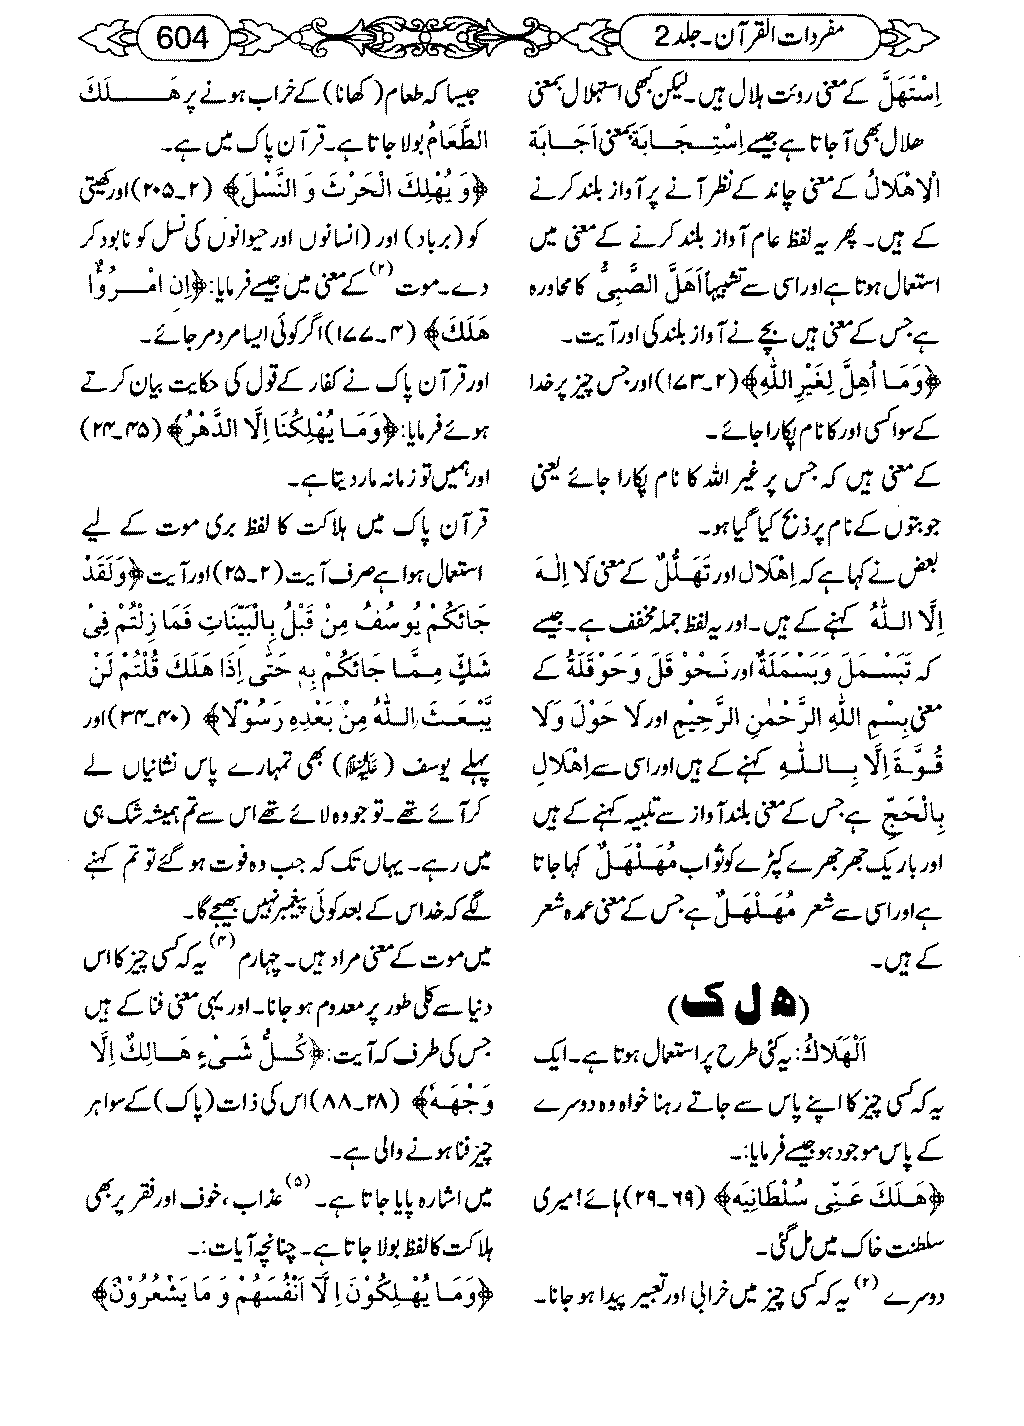 مفردات القرآن۔جلد 2
604
اِسْتَھَلَّ کے معنی روئت ہلال ہیں۔لیکن کبھی استہلال بمعنی
ھلال بھی آجاتا ہے جیسے اِسْتِجَابَةٌ بمعنی اَجَابَة
اَلْاِهْلَالُ کے معنی چاند کے نظر آنے پر آواز بلند کرنے
کے ہیں۔ پھر یہ لفظ عام آواز بلند کرنے کے معنی میں
استعمال ہوتا ہے اور اسی سے تشبیہاً اَهَلَّ الصَّبِیُّ کا محاورہ
ہے جس کے معنی ہیں بچے نے آواز بلند کی اور آیت۔
﴿وَمَا اُهِلَّ لِغَيْرِ اللّٰهِ﴾ (۲۔۱۷۳) اور جس چیز پر خدا
کے سوا کسی اور کا نام پکارا جائے۔
کے معنی ہیں کہ جس پر غیر اللہ کا نام پکارا جائے یعنی
جو بتوں کے نام پر ذبح کیا گیا ہو۔
بعض نے کہا ہے کہ اِهْلَال اور تَهَلُّلٌ کے معنی لَا اِلٰهَ
اِلَّا اللّٰهُ کہنے کے ہیں۔ اور یہ لفظ جملہ مخفف ہے۔ جیسے
کہ تَبَسْمَلَ وَبَسْمَلَةٌ اور تَحْوَقَلَ وَحَوْقَلَةُ کے
معنی بِسْمِ اللّٰهِ الرَّحْمٰنِ الرَّحِيْمِ اور لَا حَوْلَ وَلَا
قُوَّةَ اِلَّا بِاللّٰهِ کہنے کے ہیں اور اسی سے اِهْلَالِ
بِالْحَجِّ ہے جس کے معنی بلند آواز سے تلبیہ کہنے کے ہیں
اور باریک جھرجھرے کپڑے کو ثواب مُهَلْهَلٌ کہا جاتا
ہے اور اسی سے شعر مُهَلْهَلٌ ہے جس کے معنی عمدہ شعر
کے ہیں۔
(ھ ل ک)
اَلْهَلَاكُ: یہ کئی طرح پر استعمال ہوتا ہے۔ ایک
یہ کہ کسی چیز کا اپنے پاس سے جاتے رہنا خواہ وہ دوسرے
کے پاس موجود ہو جیسے فرمایا:۔
﴿هَلَكَ عَنِّى سُلْطَانِيَه﴾ (۶۹۔۲۹) ہائے! میری
سلطنت خاک میں مل گئی۔
دوسرے (۲) یہ کہ کسی چیز میں خرابی اور تعبیر پیدا ہو جانا۔
جیسا کہ طعام (کھانا) کے خراب ہونے پر هَلَكَ
الطَّعَامُ بولا جاتا ہے۔ قرآن پاک میں ہے۔
﴿وَ يُهْلِكَ الْحَرْثَ وَ النَّسْلَ﴾ (۲۔۲۰۵) اور کھیتی
کو (برباد) اور (انسانوں اور حیوانوں کی نسل کو نابود کر
دے۔ موت (۲) کے معنی میں جیسے فرمایا: ﴿اِنِ امْرُؤٌا
هَلَكَ﴾ (۴۔۱۷۷) اگر کوئی ایسا مرد مر جائے۔
اور قرآن پاک نے کفار کے قول کی حکایت بیان کرتے
ہوئے فرمایا: ﴿وَمَا يُهْلِكُنَا اِلَّا الدَّهْرُ﴾ (۴۵۔۲۴)
اور ہمیں تو زمانہ مار دیتا ہے۔
قرآن پاک میں ہلاکت کا لفظ بری موت کے لیے
استعمال ہوا ہے صرف آیت (۲۔۲۵) اور آیت ﴿وَلَقَدْ
جَائَكُمْ يُوسُفُ مِنْ قَبْلُ بِالْبَيِّنَاتِ فَمَا زِلْتُمْ فِىْ
شَكٍّ مِمَّا جَائَكُمْ بِهٖ حَتّٰى اِذَا هَلَكَ قُلْتُمْ لَنْ
يَّبْعَثَ اللّٰهُ مِنْ بَعْدِهٖ رَسُوْلًا﴾ (۴۰۔۳۴) اور
پہلے یوسف (علیہ السلام) بھی تمہارے پاس نشانیاں لے
کر آئے تھے۔ تو جو وہ لائے تھے اس سے تم ہمیشہ شک ہی
میں رہے۔ یہاں تک کہ جب وہ فوت ہو گئے تو تم کہنے
لگے کہ خدا اس کے بعد کوئی پیغمبر نہیں بھیجے گا۔
میں موت کے معنی مراد ہیں۔ چہارم (۴) یہ کہ کسی چیز کا اس
دنیا سے کلی طور پر معدوم ہو جانا۔ اور یہی معنی فنا کے ہیں
جس کی طرف کہ آیت: ﴿كُلُّ شَىْءٍ هَالِكٌ اِلَّا
وَجْهَهٗ﴾ (۲۸۔۸۸) اس کی ذات (پاک) کے سوا ہر
چیز فنا ہونے والی ہے۔
میں اشارہ پایا جاتا ہے۔ (۵) عذاب، خوف اور فقر پر بھی
ہلاکت کا لفظ بولا جاتا ہے۔ چنانچہ آیات:۔
﴿وَمَا يُهْلِكُوْنَ اِلَّا اَنْفُسَهُمْ وَ مَا يَشْعُرُوْنَ﴾